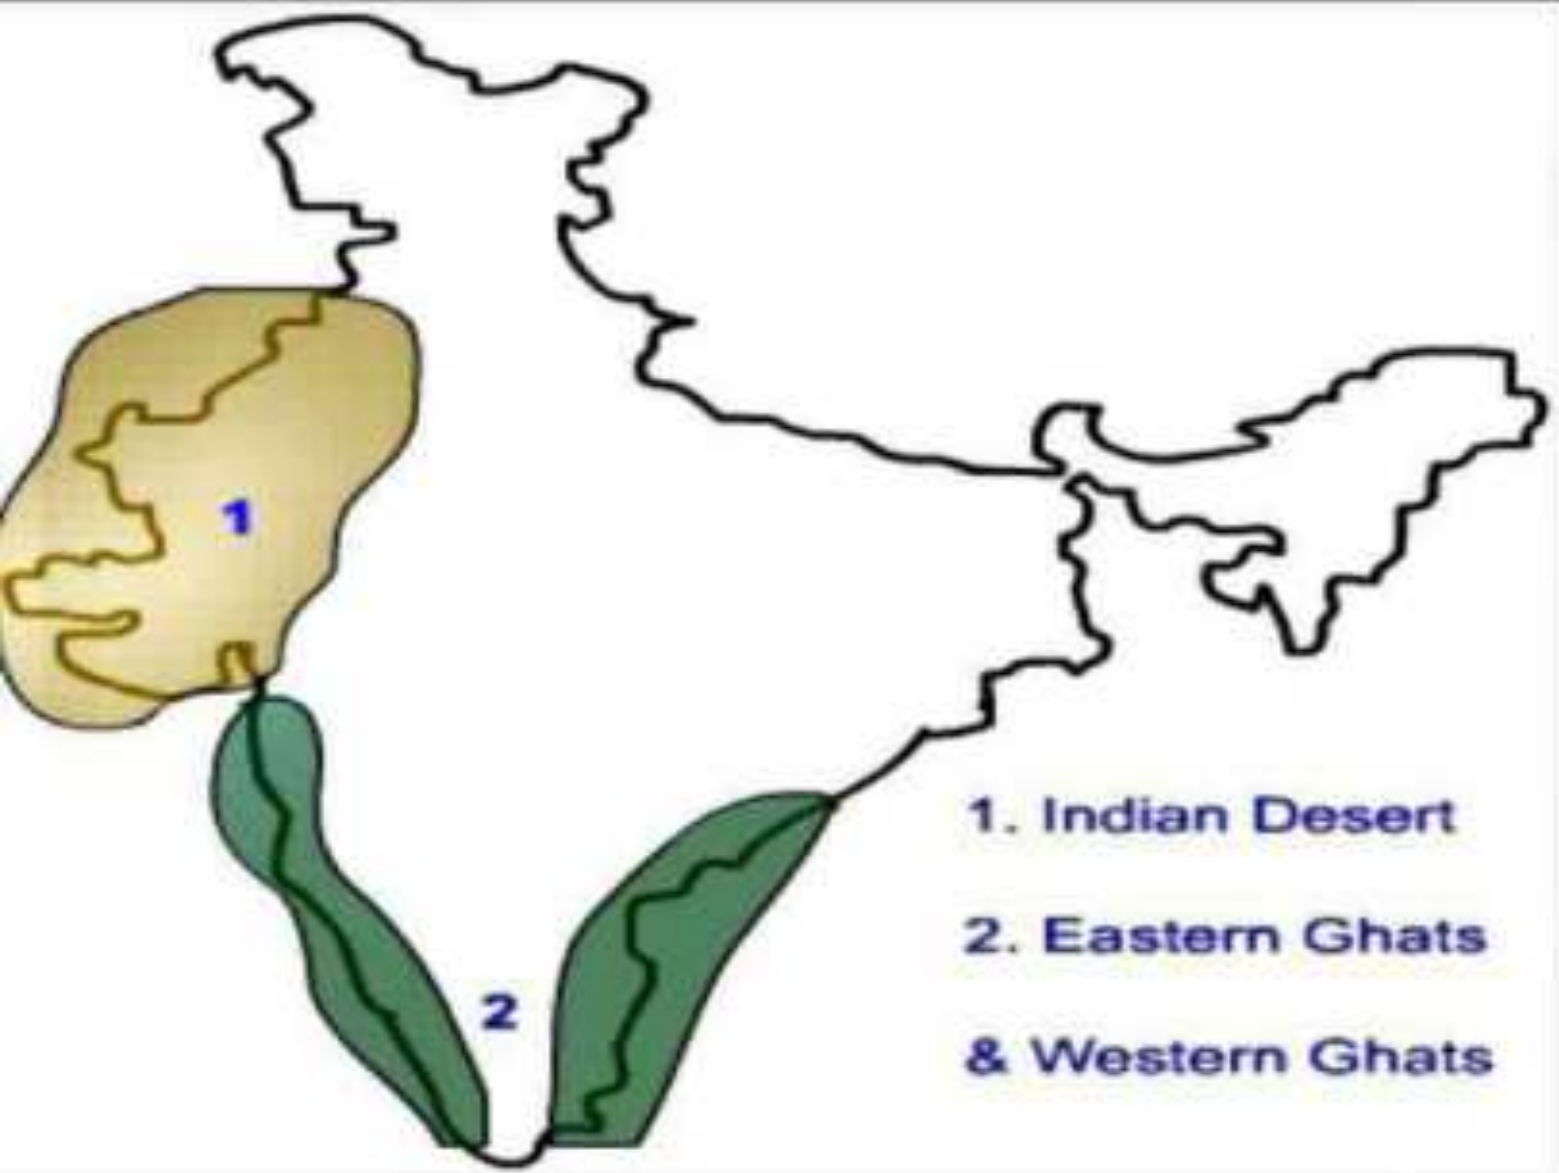 1
2
1. Indian Desert
2. Eastern Ghats
& Western Ghats